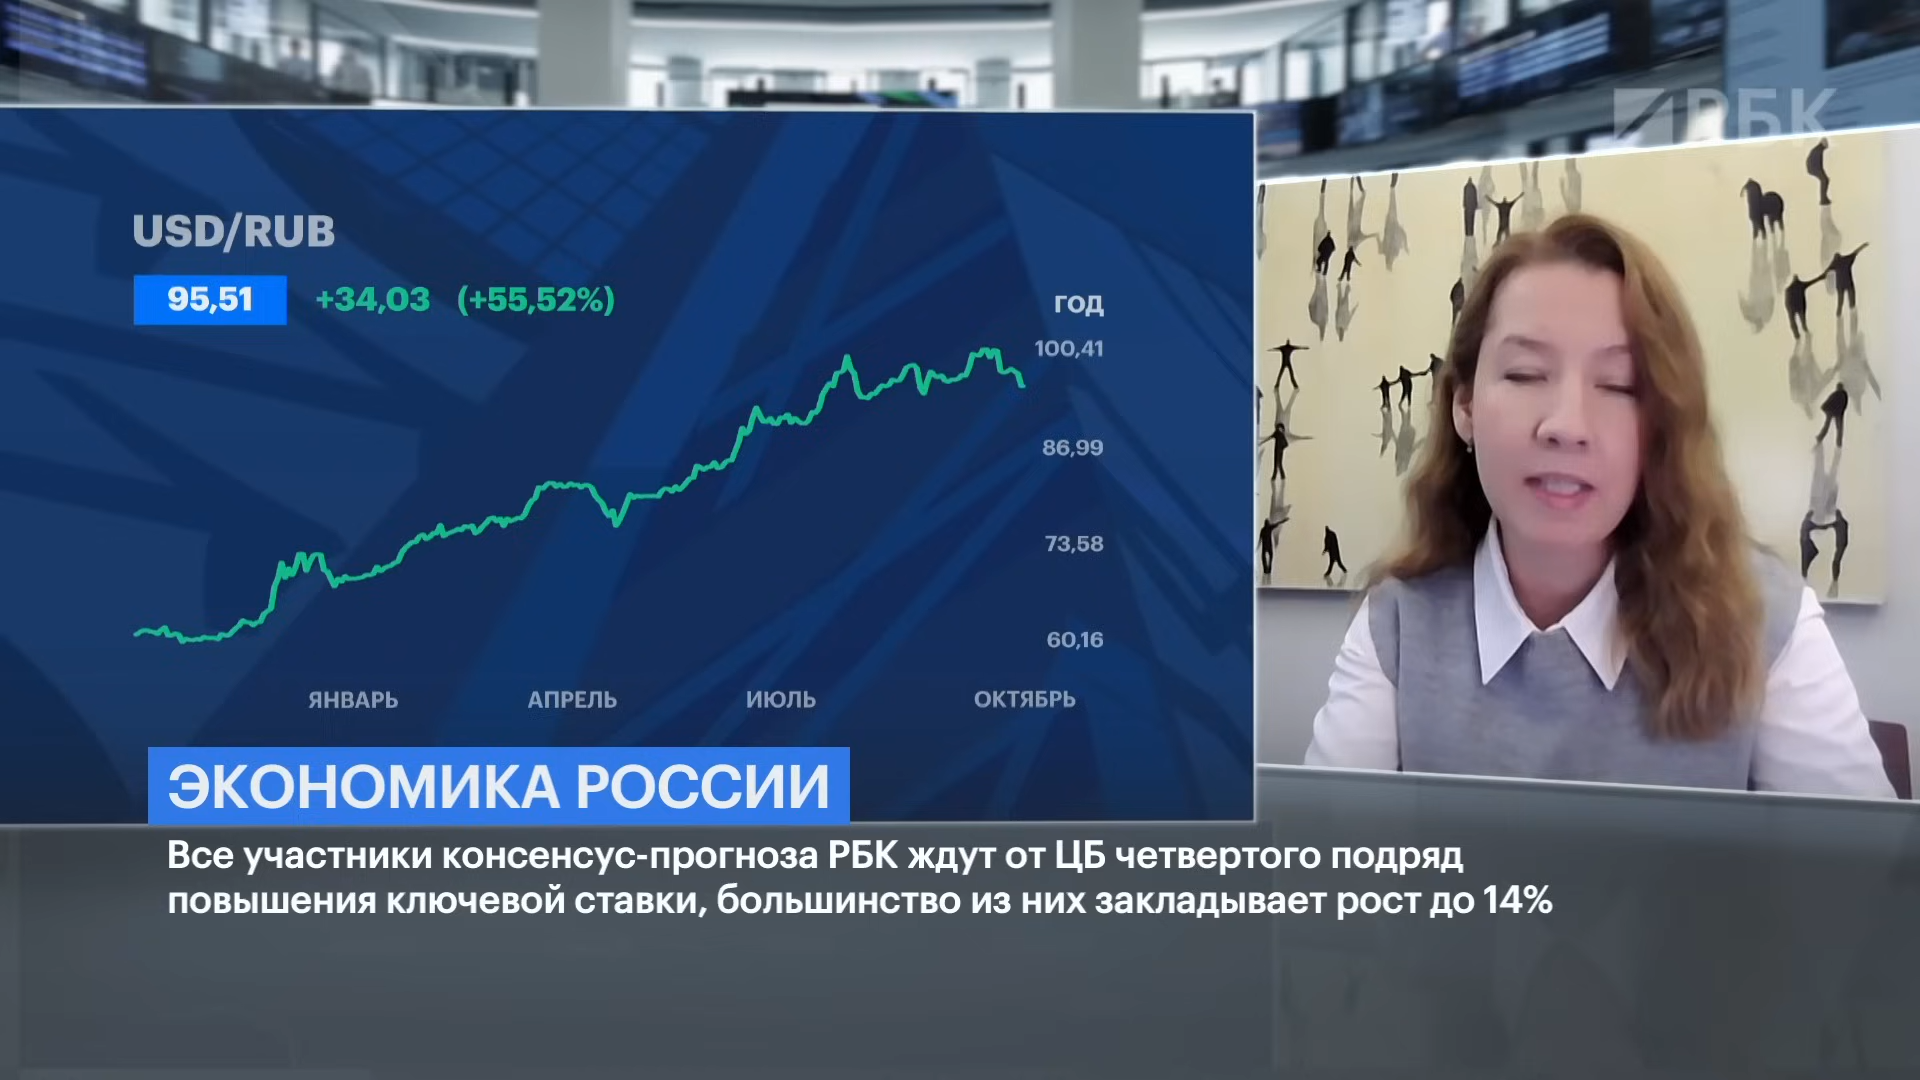 РБК
USD/RUB
95,51 +34,03 (+55,52%)
ГОД
100,41
86,99
73,58
60,16
ЯНВАРЬ АПРЕЛЬ ИЮЛЬ ОКТЯБРЬ
ЭКОНОМИКА РОССИИ
Все участники консенсус-прогноза РБК ждут от ЦБ четвертого подряд
повышения ключевой ставки, большинство из них закладывает рост до 14%